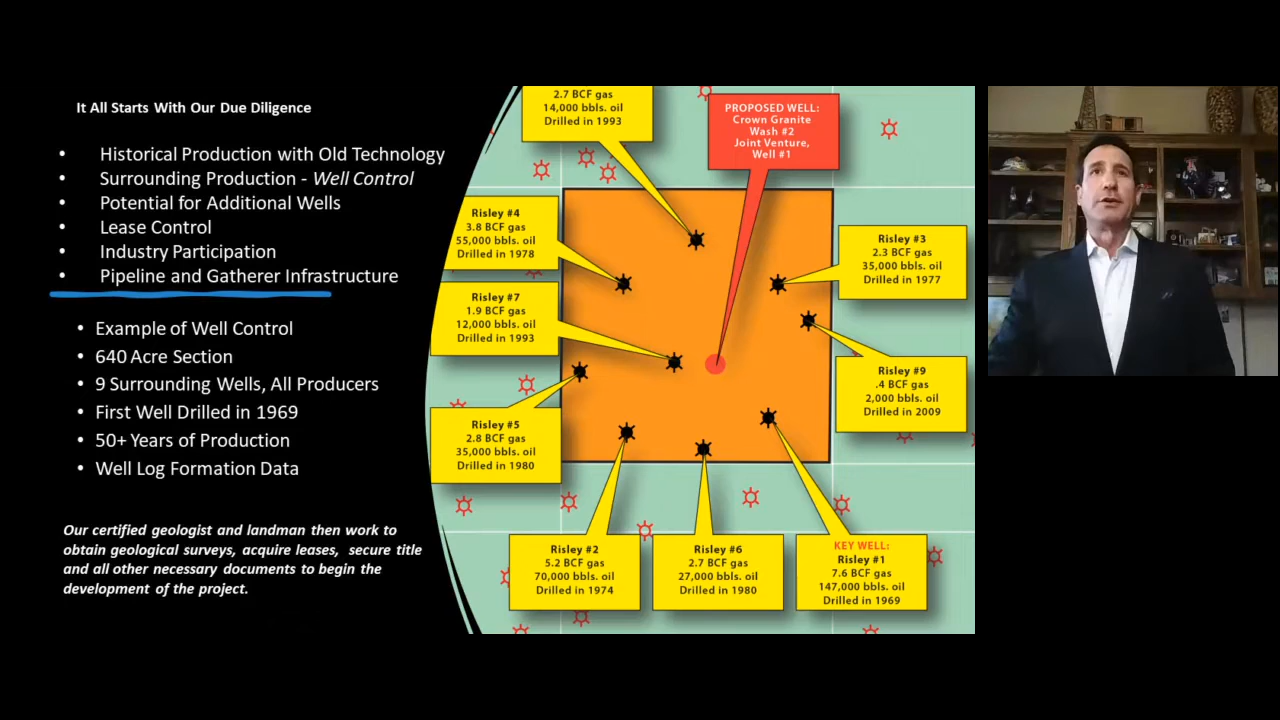 It All Starts With Our Due Diligence
• Historical Production with Old Technology
• Surrounding Production - Well Control
• Potential for Additional Wells
• Lease Control
• Industry Participation
• Pipeline and Gatherer Infrastructure
• Example of Well Control
• 640 Acre Section
• 9 Surrounding Wells, All Producers
• First Well Drilled in 1969
• 50+ Years of Production
• Well Log Formation Data
Our certified geologist and landman then work to
obtain geological surveys, acquire leases, secure title
and all other necessary documents to begin the
development of the project.
2.7 BCF gas
14,000 bbls. oil
Drilled in 1993
PROPOSED WELL:
Crown Granite
Wash #2
Joint Venture,
Well #1
Risley #4
3.8 BCF gas
55,000 bbls. oil
Drilled in 1978
Risley #3
2.3 BCF gas
35,000 bbls. oil
Drilled in 1977
Risley #7
1.9 BCF gas
12,000 bbls. oil
Drilled in 1993
Risley #9
.4 BCF gas
2,000 bbls. oil
Drilled in 2009
Risley #5
2.8 BCF gas
35,000 bbls. oil
Drilled in 1980
Risley #2
5.2 BCF gas
70,000 bbls. oil
Drilled in 1974
Risley #6
2.7 BCF gas
27,000 bbls. oil
Drilled in 1980
KEY WELL:
Risley #1
7.6 BCF gas
147,000 bbls. oil
Drilled in 1969